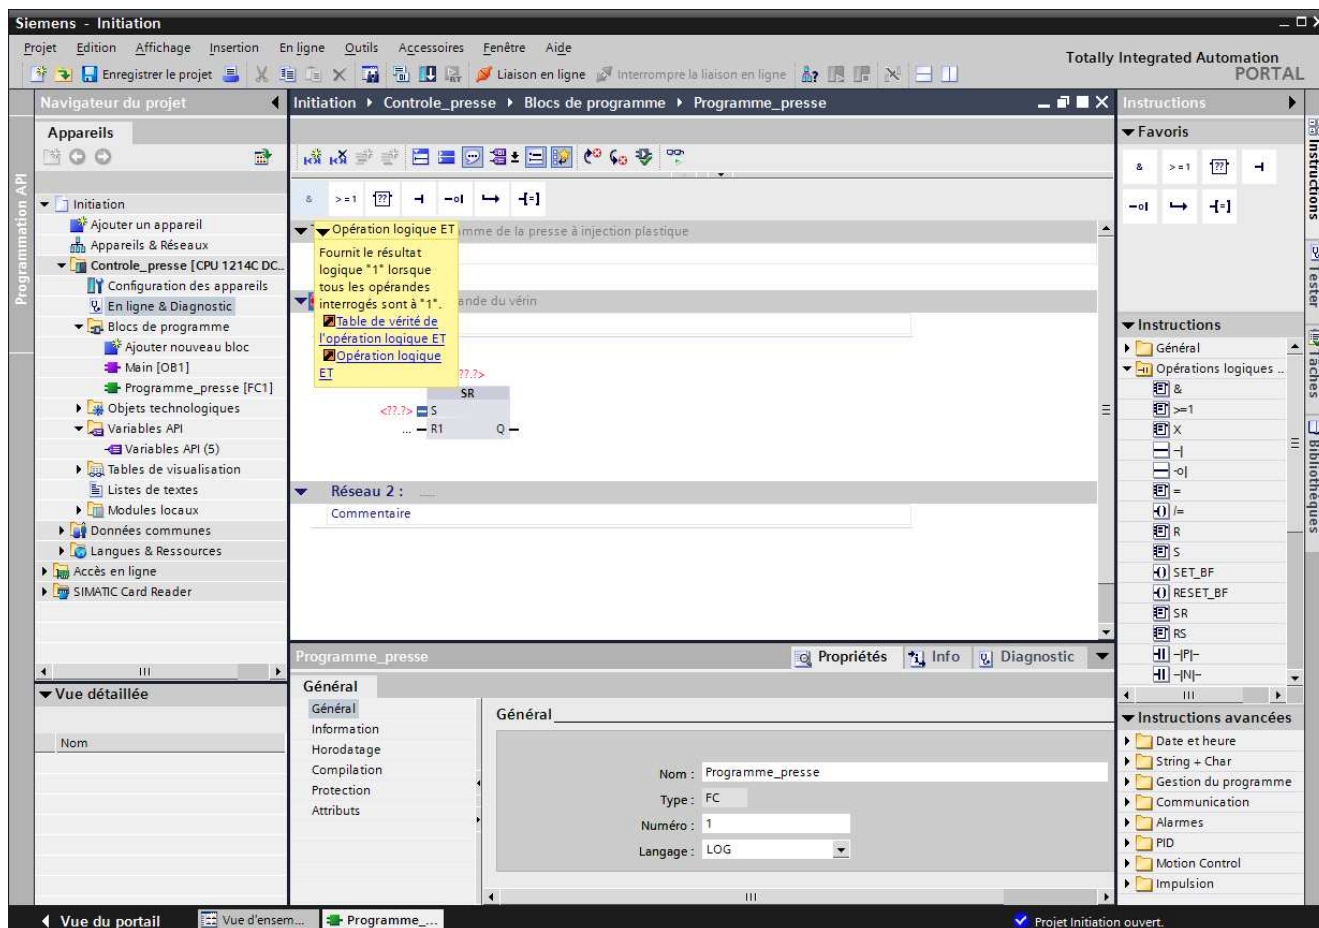 Siemens - Initiation
Projet Edition Affichage Insertion En ligne Outils Accessoires Fenêtre Aide
Totally Integrated Automation
PORTAL
Enregistrer le projet
Liaison en ligne
Interrompre la liaison en ligne
Navigateur du projet
Initiation Controle_presse Blocs de programme Programme_presse
Instructions
Appareils
Programmation API
Initiation
Ajouter un appareil
Appareils & Réseaux
Controle_presse [CPU 1214C DC..
Configuration des appareils
En ligne & Diagnostic
Blocs de programme
Ajouter nouveau bloc
Main [OB1]
Programme_presse [FC1]
Objets technologiques
Variables API
Variables API (5)
Tables de visualisation
Listes de textes
Modules locaux
Données communes
Langues & Ressources
Accès en ligne
SIMATIC Card Reader
Vue détaillée
Nom
& >=1 ?? -| -o| -[=]
Opération logique ET
Fournit le résultat
logique "1" lorsque
tous les opérandes
interrogés sont à "1".
Table de vérité de
l'opération logique ET
Opération logique
ET
mme de la presse à injection plastique
ande du vérin
??.?>
SR
<??.?> S
... R1 Q
Réseau 2 : .....
Commentaire
Programme_presse
Propriétés Info Diagnostic
Général
Général
Information
Horodatage
Compilation
Protection
Attributs
Général
Nom : Programme_presse
Type : FC
Numéro : 1
Langage : LOG
Favoris
& >=1 ?? -|
-o| -[=]
Instructions
Général
Opérations logiques ..
&
>=1
X
-|
-o|
=
/=
R
S
SET_BF
RESET_BF
SR
RS
-|P|-
-|N|-
Instructions avancées
Date et heure
String + Char
Gestion du programme
Communication
Alarmes
PID
Motion Control
Impulsion
Instructions
Tester
Tâches
Bibliothèques
Vue du portail
Vue d'ensem...
Programme_...
Projet Initiation ouvert.